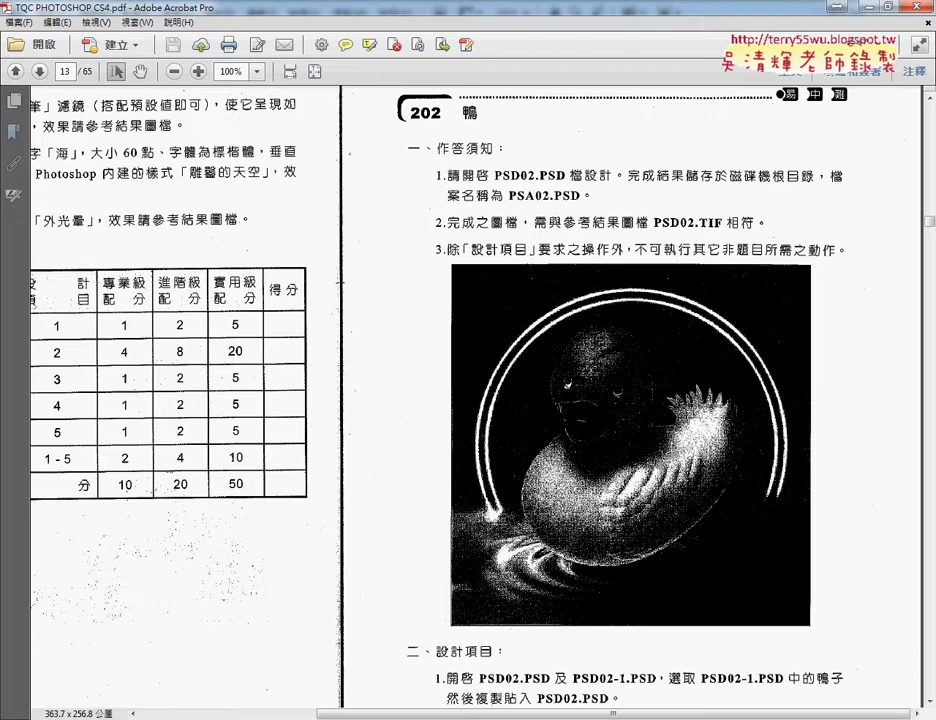 TQC PHOTOSHOP CS4.pdf - Adobe Acrobat Pro
檔案(F) 編輯(E) 檢視(V) 視窗(W) 說明(H)
http://terry55wu.blogspot.tw
吳清輝老師錄製
開啟 建立
13 / 65 100% 註釋
筆」濾鏡（搭配預設值即可），使它呈現如
，效果請參考結果圖檔。
字「海」，大小 60 點、字體為標楷體，垂直
Photoshop 內建的樣式「雕鑿的天空」，效
「外光暈」，效果請參考結果圖檔。
計 專業級 進階級 實用級 得分
目 配 分 配 分 配 分
1 1 2 5
2 4 8 20
3 1 2 5
4 1 2 5
5 1 2 5
1-5 2 4 10
分 10 20 50
202 鴨
易 中 難
一、作答須知：
1.請開啓 PSD02.PSD 檔設計。完成結果儲存於磁碟機根目錄，檔
案名稱為 PSA02.PSD。
2.完成之圖檔，需與參考結果圖檔 PSD02.TIF 相符。
3.除「設計項目」要求之操作外，不可執行其它非題目所需之動作。
二、設計項目：
1.開啓 PSD02.PSD 及 PSD02-1.PSD，選取 PSD02-1.PSD 中的鴨子
然後複製貼入 PSD02.PSD。
363.7 x 256.8 公釐